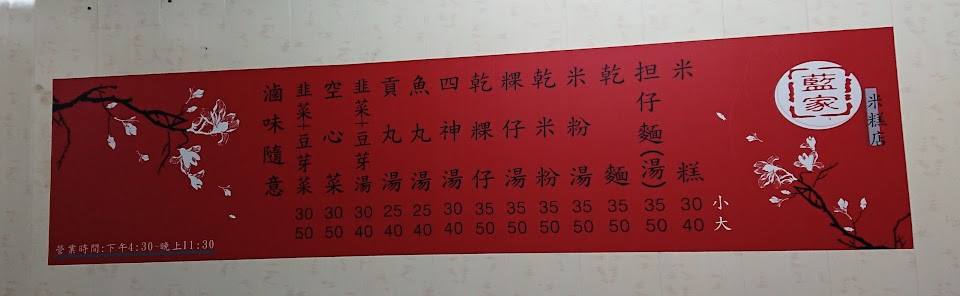 藍家
米糕店
小 大
米糕 30 40
担仔麵(湯) 35 50
乾麵 35 50
米粉湯 35 50
乾米粉 35 50
粿仔湯 35 50
乾粿仔 35 50
四神湯 30 40
魚丸湯 25 40
貢丸湯 25 40
韭菜+豆芽湯 30 40
空心菜 30 50
韭菜+豆芽菜 30 50
滷味隨意
營業時間:下午4:30~晚上11:30